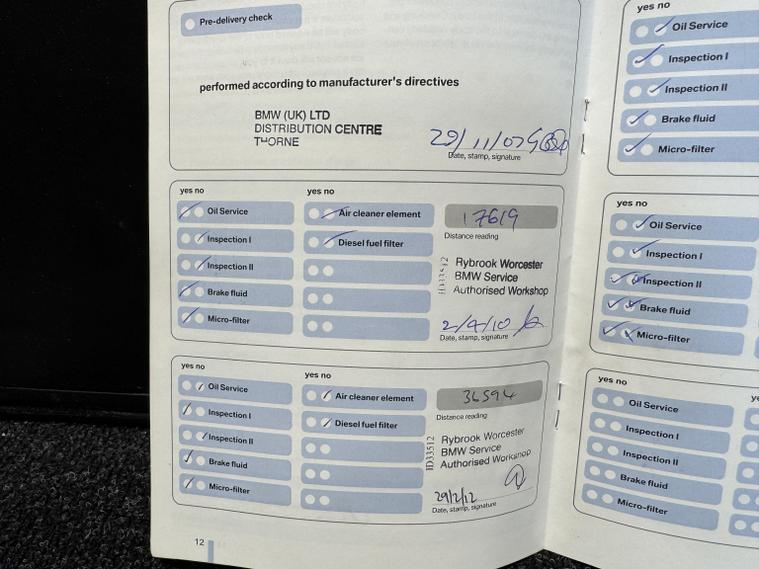 Pre-delivery check
performed according to manufacturer's directives
BMW (UK) LTD
DISTRIBUTION CENTRE
THORNE
29/11/07
Date, stamp, signature
yes no
yes no
Oil Service
Air cleaner element
17619
Inspection I
Diesel fuel filter
Distance reading
Inspection II
Brake fluid
Micro-filter
ID33512
Rybrook Worcester
BMW Service
Authorised Workshop
2/9/10
Date, stamp, signature
yes no
yes no
Oil Service
Air cleaner element
36594
Inspection I
Diesel fuel filter
Distance reading
Inspection II
Brake fluid
Micro-filter
ID33512
Rybrook Worcester
BMW Service
Authorised Workshop
29/2/12
Date, stamp, signature
12
yes no
Oil Service
Inspection I
Inspection II
Brake fluid
Micro-filter
yes no
Oil Service
Inspection I
Inspection II
Brake fluid
Micro-filter
yes no
Oil Service
Inspection I
Inspection II
Brake fluid
Micro-filter